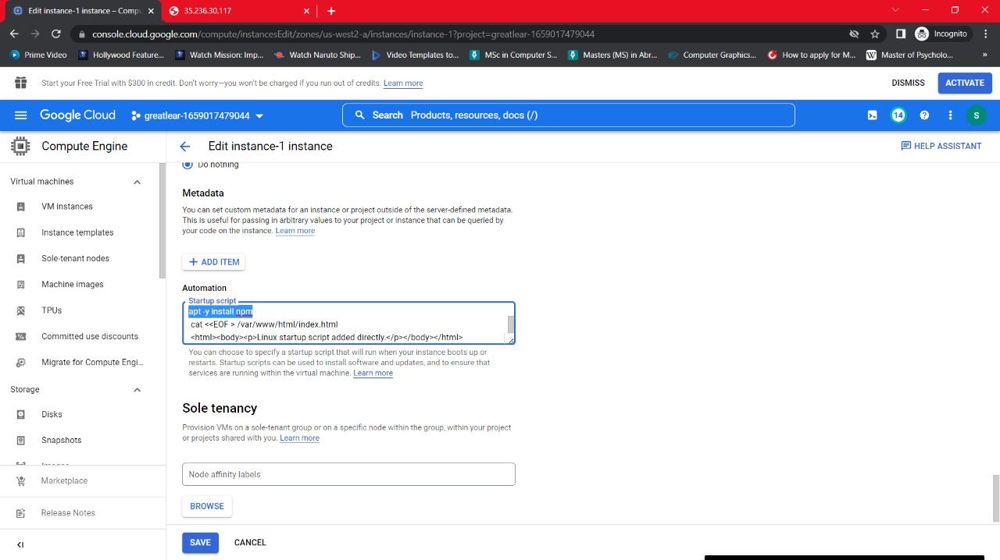 Edit instance-1 instance – Compu
35.236.30.117
console.cloud.google.com/compute/instancesEdit/zones/us-west2-a/instances/instance-1?project=greatlear-1659017479044
Incognito
Prime Video
Hollywood Feature...
Watch Mission: Imp...
Watch Naruto Ship...
Video Templates to...
MSc in Computer S...
Masters (MS) in Abr...
Computer Graphics...
How to apply for M...
Master of Psycholo...
»
Start your Free Trial with $300 in credit. Don't worry—you won't be charged if you run out of credits. Learn more
DISMISS
ACTIVATE
Google Cloud
greatlear-1659017479044
Search Products, resources, docs (/)
14
S
Compute Engine
Edit instance-1 instance
HELP ASSISTANT
Virtual machines
VM instances
Instance templates
Sole-tenant nodes
Machine images
TPUs
Committed use discounts
Migrate for Compute Engi...
Storage
Disks
Snapshots
Images
Marketplace
Release Notes
Do nothing
Metadata
You can set custom metadata for an instance or project outside of the server-defined metadata.
This is useful for passing in arbitrary values to your project or instance that can be queried by
your code on the instance. Learn more
+ ADD ITEM
Automation
Startup script
apt -y install npm
cat <<EOF > /var/www/html/index.html
<html><body><p>Linux startup script added directly.</p></body></html>
You can choose to specify a startup script that will run when your instance boots up or
restarts. Startup scripts can be used to install software and updates, and to ensure that
services are running within the virtual machine. Learn more
Sole tenancy
Provision VMs on a sole-tenant group or on a specific node within the group, within your project
or projects shared with you. Learn more
Node affinity labels
BROWSE
SAVE
CANCEL